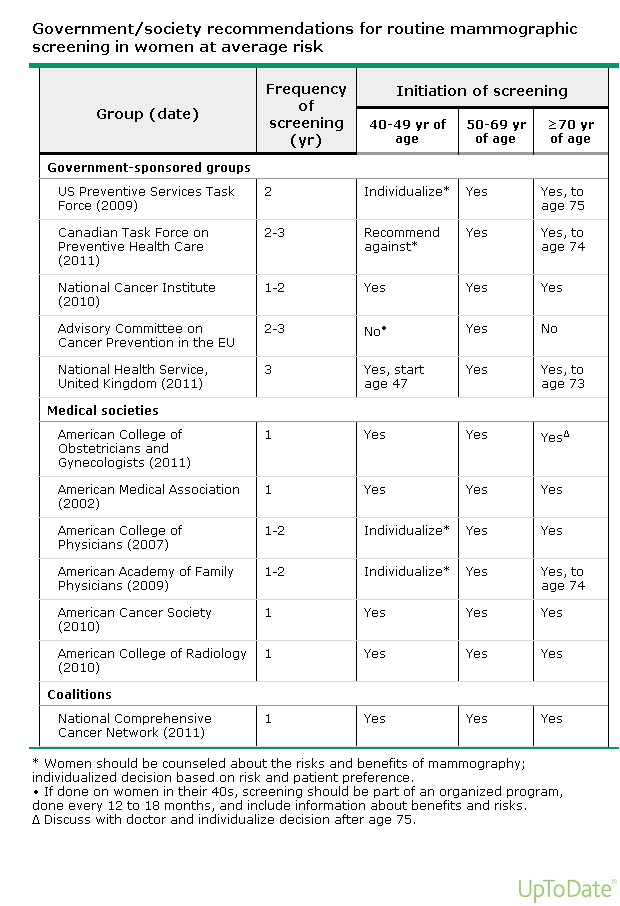 Government/society recommendations for routine mammographic
screening in women at average risk
Group (date)
Frequency
of
screening
(yr)
Initiation of screening
40-49 yr of
age
50-69 yr
of age
≥70 yr
of age
Government-sponsored groups
US Preventive Services Task
Force (2009)
2
Individualize*
Yes
Yes, to
age 75
Canadian Task Force on
Preventive Health Care
(2011)
2-3
Recommend
against*
Yes
Yes, to
age 74
National Cancer Institute
(2010)
1-2
Yes
Yes
Yes
Advisory Committee on
Cancer Prevention in the EU
2-3
No•
Yes
No
National Health Service,
United Kingdom (2011)
3
Yes, start
age 47
Yes
Yes, to
age 73
Medical societies
American College of
Obstetricians and
Gynecologists (2011)
1
Yes
Yes
YesΔ
American Medical Association
(2002)
1
Yes
Yes
Yes
American College of
Physicians (2007)
1-2
Individualize*
Yes
Yes
American Academy of Family
Physicians (2009)
1-2
Individualize*
Yes
Yes, to
age 74
American Cancer Society
(2010)
1
Yes
Yes
Yes
American College of Radiology
(2010)
1
Yes
Yes
Yes
Coalitions
National Comprehensive
Cancer Network (2011)
1
Yes
Yes
Yes
* Women should be counseled about the risks and benefits of mammography;
individualized decision based on risk and patient preference.
• If done on women in their 40s, screening should be part of an organized program,
done every 12 to 18 months, and include information about benefits and risks.
Δ Discuss with doctor and individualize decision after age 75.
UpToDate®